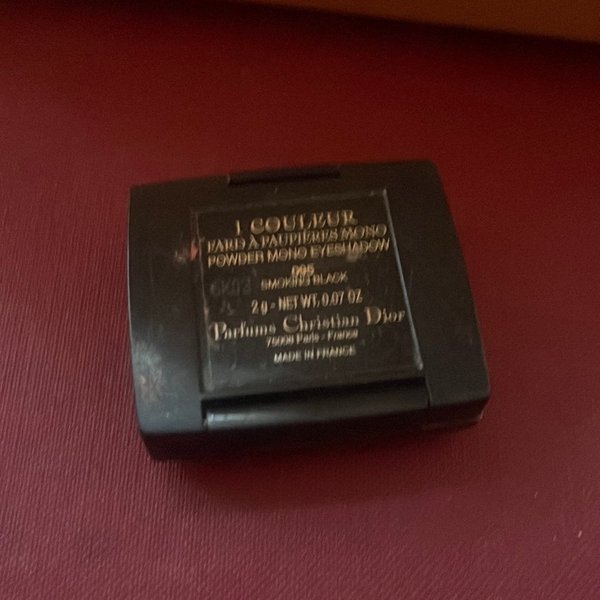 1 COULEUR
FARD À PAUPIÈRES MONO
POWDER MONO EYESHADOW
095
SMOKING BLACK
2 g - NET WT. 0.07 OZ
Parfums Christian Dior
75008 Paris - France
MADE IN FRANCE